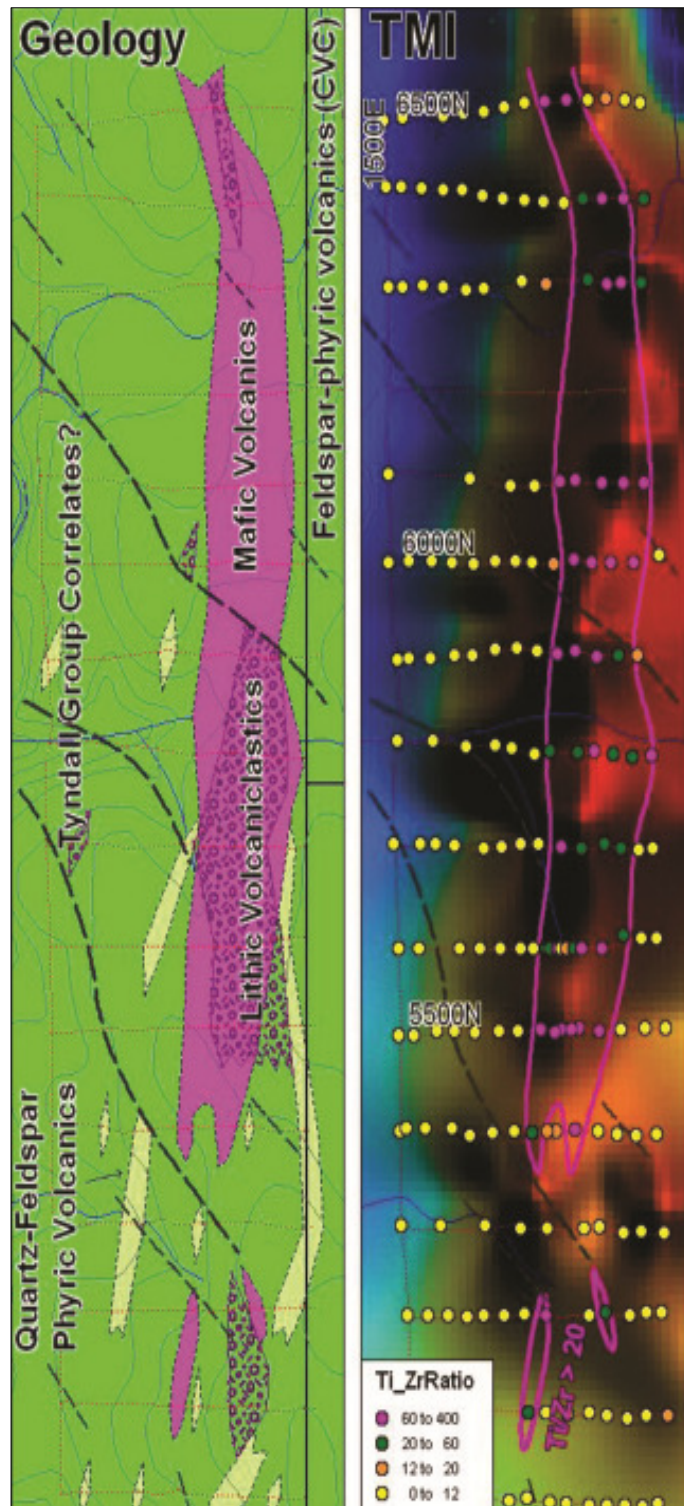 Geology
Feldspar-phyric volcanics (CVC)
Mafic Volcanics
Tyndall Group Correlates?
Lithic Volcaniclastics
Quartz-Feldspar
Phyric Volcanics
TMI
6500N
1500E
6000N
5500N
Ti/Zr > 20
Ti_ZrRatio
60 to 400
20 to 60
12 to 20
0 to 12